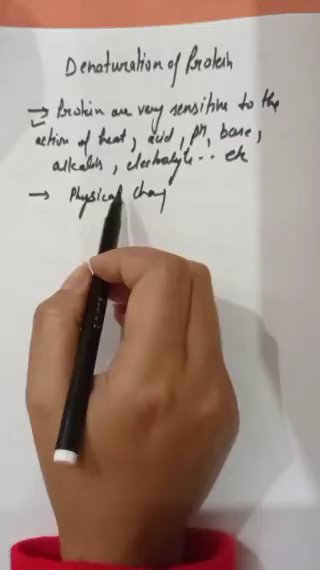 Denaturation of Protein
→ Protein are very sensitive to the
action of heat, acid, pH, base,
alkalis, electrolyte.. etc
→ Physical chang